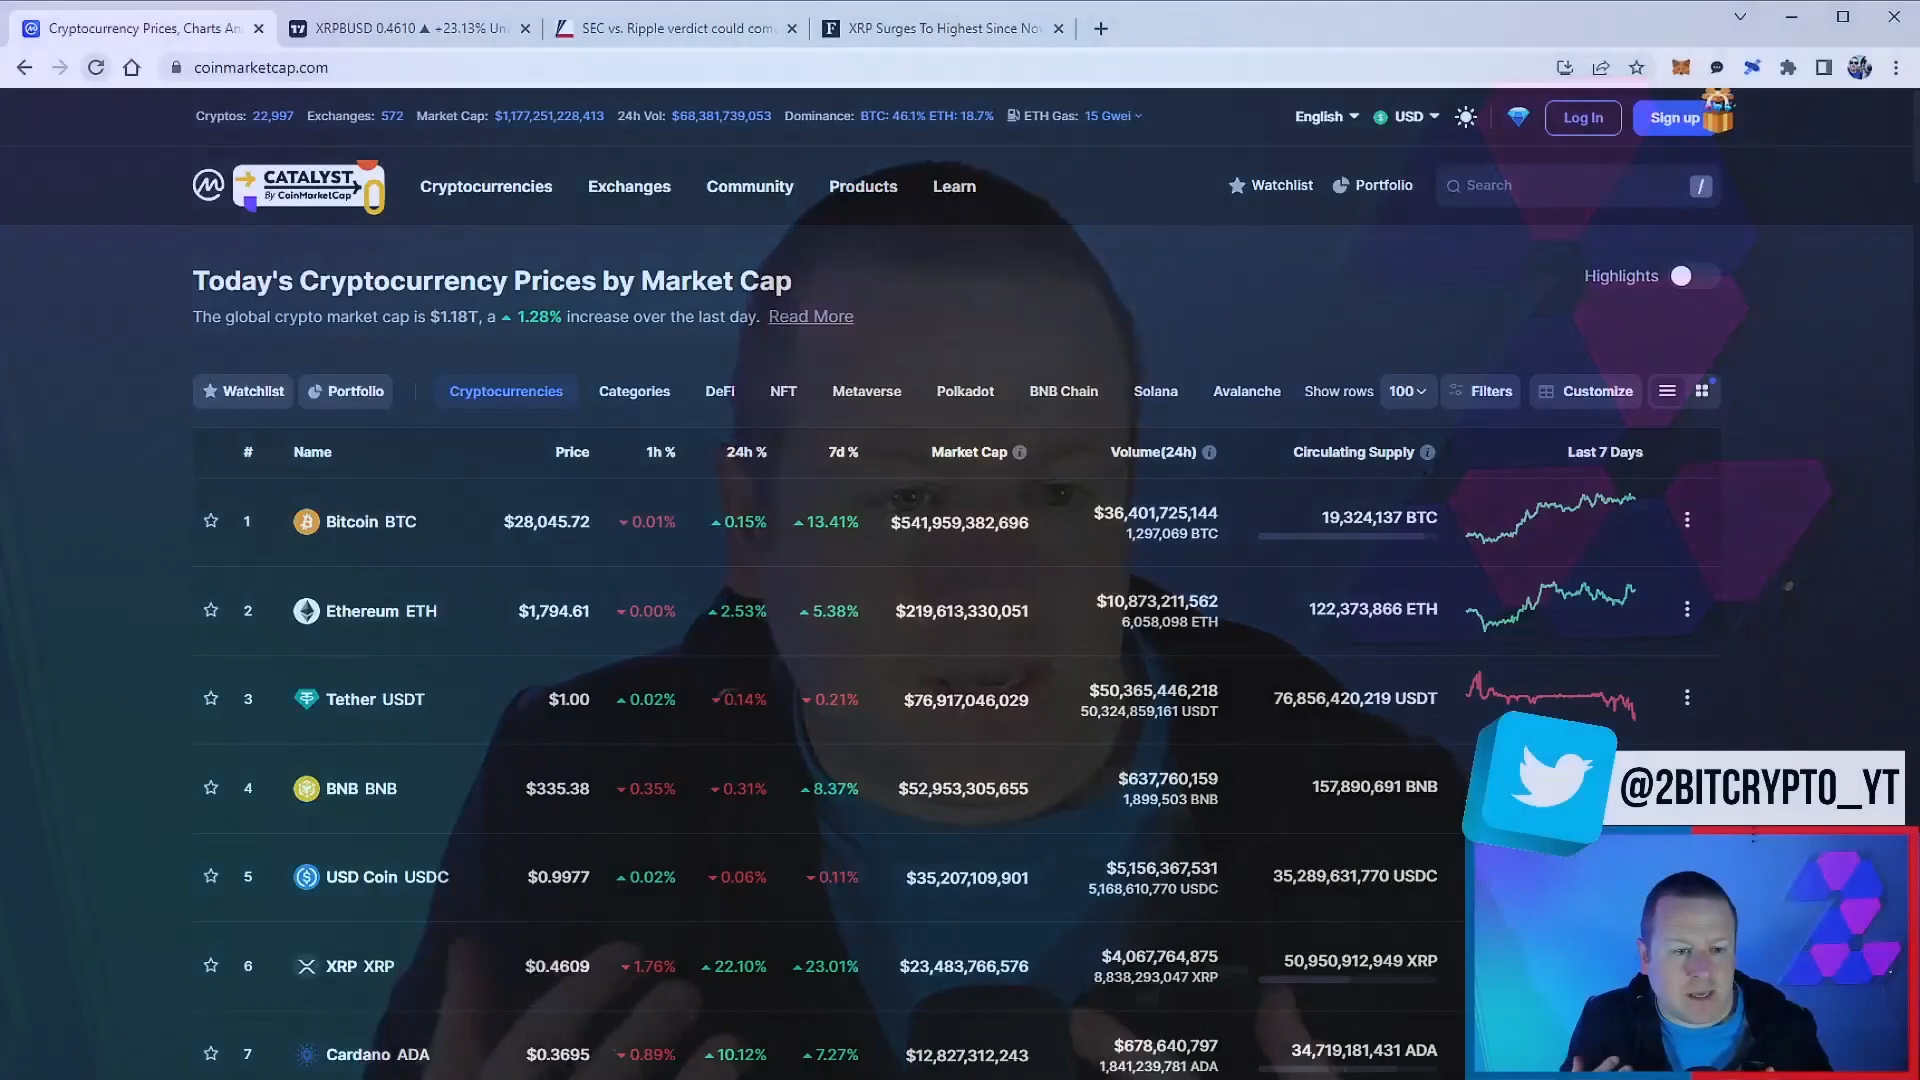 Cryptocurrency Prices, Charts An
XRPBUSD 0.4610 ▲ +23.13% Un
SEC vs. Ripple verdict could com
XRP Surges To Highest Since No
coinmarketcap.com
Cryptos: 22,997 Exchanges: 572 Market Cap: $1,177,251,228,413 24h Vol: $68,381,739,053 Dominance: BTC: 46.1% ETH: 18.7% ETH Gas: 15 Gwei
English USD Log In Sign up
CATALYST
By CoinMarketCap
Cryptocurrencies Exchanges Community Products Learn
Watchlist Portfolio Search /
Today's Cryptocurrency Prices by Market Cap
Highlights
The global crypto market cap is $1.18T, a ▲ 1.28% increase over the last day. Read More
Watchlist Portfolio Cryptocurrencies Categories DeFi NFT Metaverse Polkadot BNB Chain Solana Avalanche Show rows 100 Filters Customize
# Name Price 1h % 24h % 7d % Market Cap Volume(24h) Circulating Supply Last 7 Days
1 Bitcoin BTC $28,045.72 ▼ 0.01% ▲ 0.15% ▲ 13.41% $541,959,382,696 $36,401,725,144 19,324,137 BTC
1,297,069 BTC
2 Ethereum ETH $1,794.61 ▼ 0.00% ▲ 2.53% ▲ 5.38% $219,613,330,051 $10,873,211,562 122,373,866 ETH
6,058,098 ETH
3 Tether USDT $1.00 ▲ 0.02% ▼ 0.14% ▼ 0.21% $76,917,046,029 $50,365,446,218 76,856,420,219 USDT
50,324,859,161 USDT
4 BNB BNB $335.38 ▼ 0.35% ▼ 0.31% ▲ 8.37% $52,953,305,655 $637,760,159 157,890,691 BNB
1,899,503 BNB
@2BITCRYPTO_YT
5 USD Coin USDC $0.9977 ▲ 0.02% ▼ 0.06% ▼ 0.11% $35,207,109,901 $5,156,367,531 35,289,631,770 USDC
5,168,610,770 USDC
6 XRP XRP $0.4609 ▼ 1.76% ▲ 22.10% ▲ 23.01% $23,483,766,576 $4,067,764,875 50,950,912,949 XRP
8,838,293,047 XRP
7 Cardano ADA $0.3695 ▼ 0.89% ▲ 10.12% ▲ 7.27% $12,827,312,243 $678,640,797 34,719,181,431 ADA
1,841,239,781 ADA